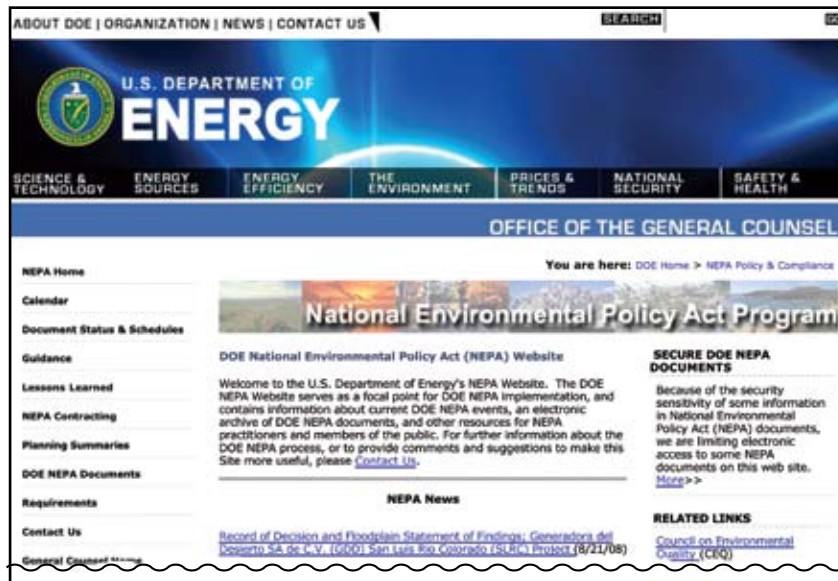 ABOUT DOE | ORGANIZATION | NEWS | CONTACT US
SEARCH
U.S. DEPARTMENT OF
ENERGY
SCIENCE & TECHNOLOGY
ENERGY SOURCES
ENERGY EFFICIENCY
THE ENVIRONMENT
PRICES & TRENDS
NATIONAL SECURITY
SAFETY & HEALTH
OFFICE OF THE GENERAL COUNSEL
You are here: DOE Home > NEPA Policy & Compliance
NEPA Home
Calendar
Document Status & Schedules
Guidance
Lessons Learned
NEPA Contracting
Planning Summaries
DOE NEPA Documents
Requirements
Contact Us
General Counsel Home
National Environmental Policy Act Program
DOE National Environmental Policy Act (NEPA) Website
Welcome to the U.S. Department of Energy's NEPA Website. The DOE
NEPA Website serves as a focal point for DOE NEPA implementation, and
contains information about current DOE NEPA events, an electronic
archive of DOE NEPA documents, and other resources for NEPA
practitioners and members of the public. For further information about the
DOE NEPA process, or to provide comments and suggestions to make this
Site more useful, please Contact Us.
NEPA News
Record of Decision and Floodplain Statement of Findings; Generadora del
Desierto SA de C.V. (GDD) San Luis Rio Colorado (SLRC) Project (8/21/08)
SECURE DOE NEPA
DOCUMENTS
Because of the security
sensitivity of some information
in National Environmental
Policy Act (NEPA) documents,
we are limiting electronic
access to some NEPA
documents on this web site.
More>>
RELATED LINKS
Council on Environmental
Quality (CEQ)